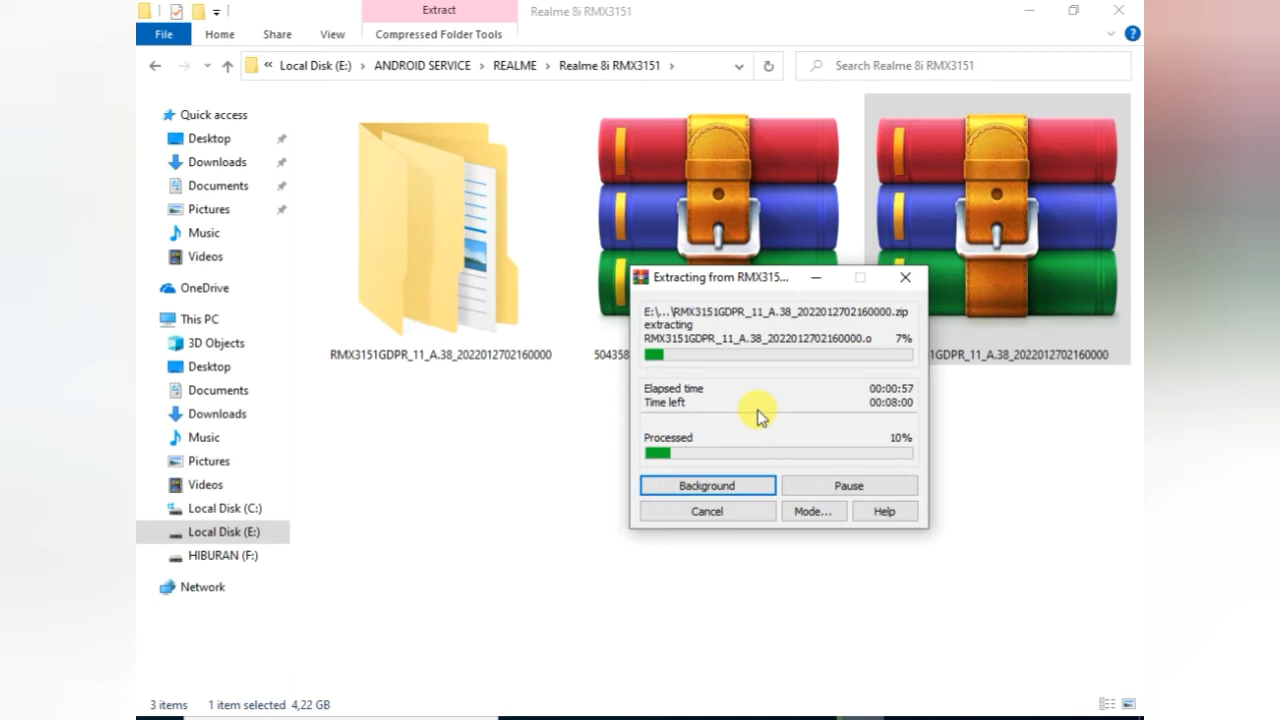 Extract
Realme 8i RMX3151
File
Home
Share
View
Compressed Folder Tools
« Local Disk (E:) › ANDROID SERVICE › REALME › Realme 8i RMX3151 ›
Search Realme 8i RMX3151
Quick access
Desktop
Downloads
Documents
Pictures
Music
Videos
OneDrive
This PC
3D Objects
Desktop
Documents
Downloads
Music
Pictures
Videos
Local Disk (C:)
Local Disk (E:)
HIBURAN (F:)
Network
RMX3151GDPR_11_A.38_2022012702160000
504358
1GDPR_11_A.38_2022012702160000
Extracting from RMX315...
E:\...\RMX3151GDPR_11_A.38_2022012702160000.zip
extracting
RMX3151GDPR_11_A.38_2022012702160000.o 7%
Elapsed time 00:00:57
Time left 00:08:00
Processed 10%
Background
Pause
Cancel
Mode...
Help
3 items 1 item selected 4,22 GB